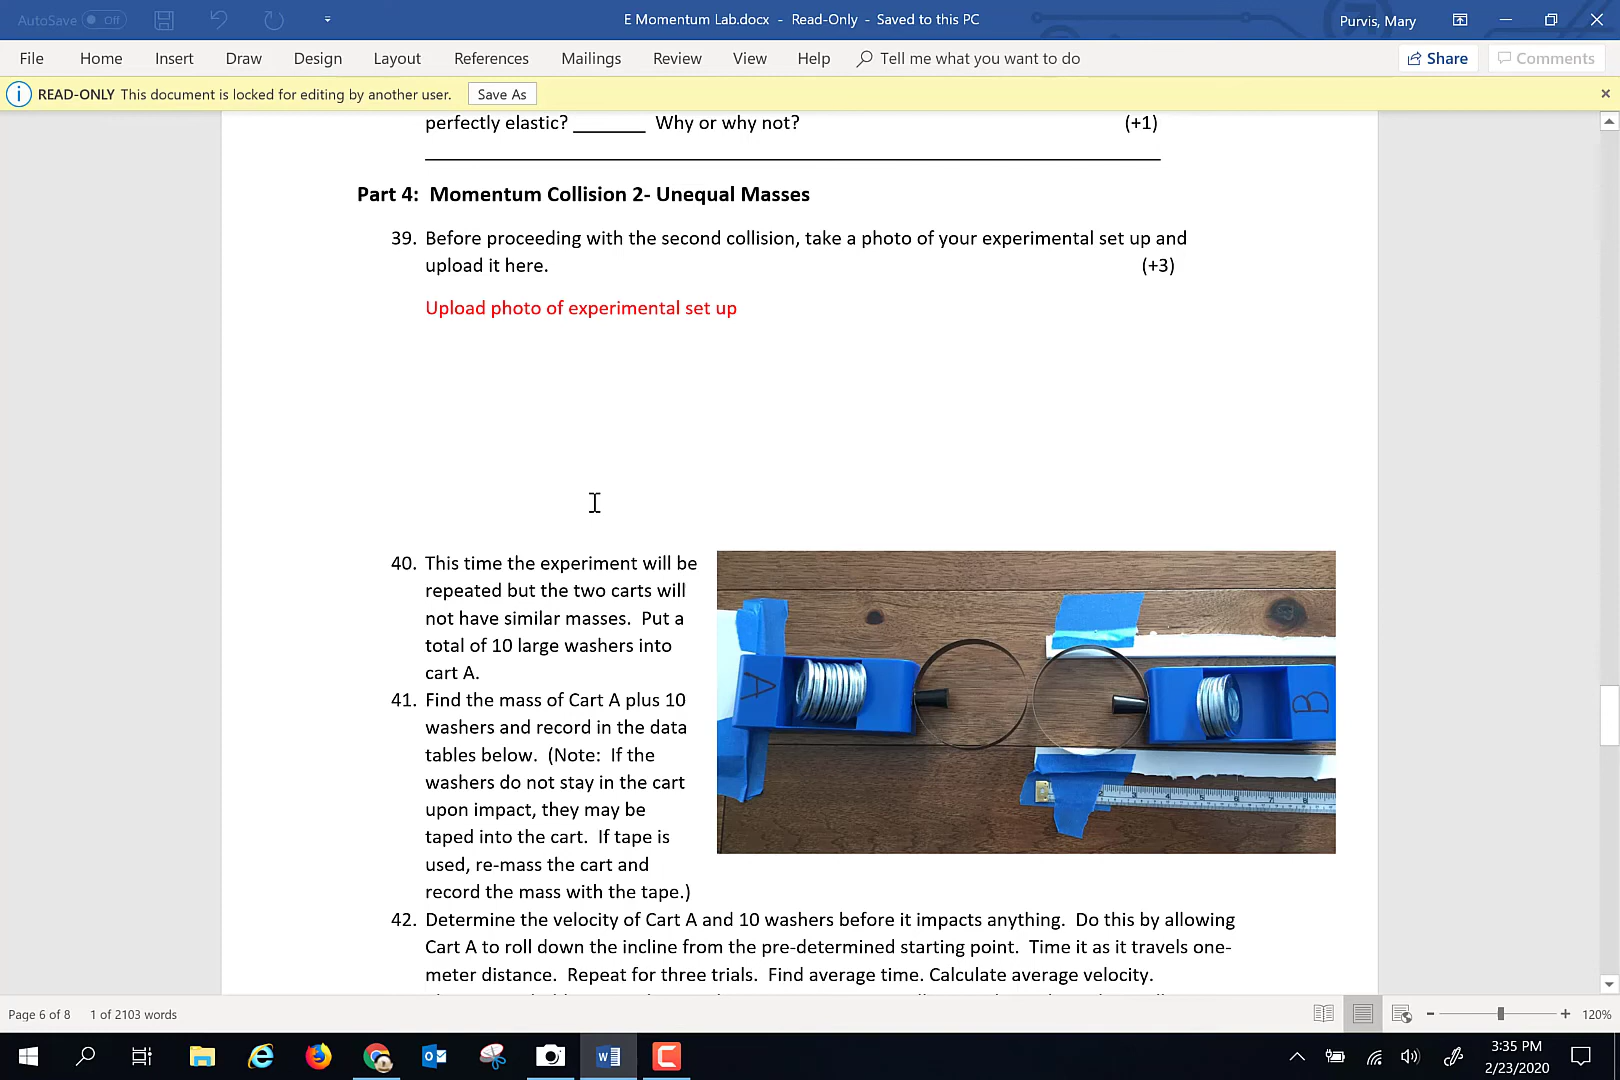 AutoSave Off
E Momentum Lab.docx - Read-Only - Saved to this PC
Purvis, Mary
File Home Insert Draw Design Layout References Mailings Review View Help Tell me what you want to do
Share Comments
READ-ONLY This document is locked for editing by another user. Save As
perfectly elastic? _______ Why or why not? (+1)
Part 4: Momentum Collision 2- Unequal Masses
39. Before proceeding with the second collision, take a photo of your experimental set up and
upload it here. (+3)
Upload photo of experimental set up
40. This time the experiment will be
repeated but the two carts will
not have similar masses. Put a
total of 10 large washers into
cart A.
41. Find the mass of Cart A plus 10
washers and record in the data
tables below. (Note: If the
washers do not stay in the cart
upon impact, they may be
taped into the cart. If tape is
used, re-mass the cart and
record the mass with the tape.)
A
B
42. Determine the velocity of Cart A and 10 washers before it impacts anything. Do this by allowing
Cart A to roll down the incline from the pre-determined starting point. Time it as it travels one-
meter distance. Repeat for three trials. Find average time. Calculate average velocity.
Page 6 of 8 1 of 2103 words
120%
3:35 PM
2/23/2020